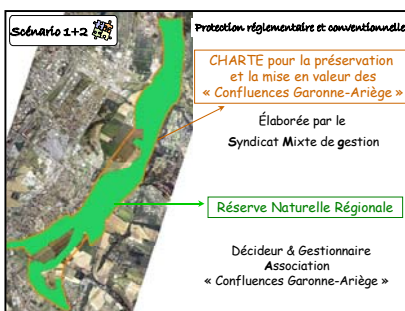 Scénario 1+2
Protection réglementaire et conventionnelle
CHARTE pour la préservation
et la mise en valeur des
« Confluences Garonne-Ariège »
Élaborée par le
Syndicat Mixte de gestion
Réserve Naturelle Régionale
Décideur & Gestionnaire
Association
« Confluences Garonne-Ariège »